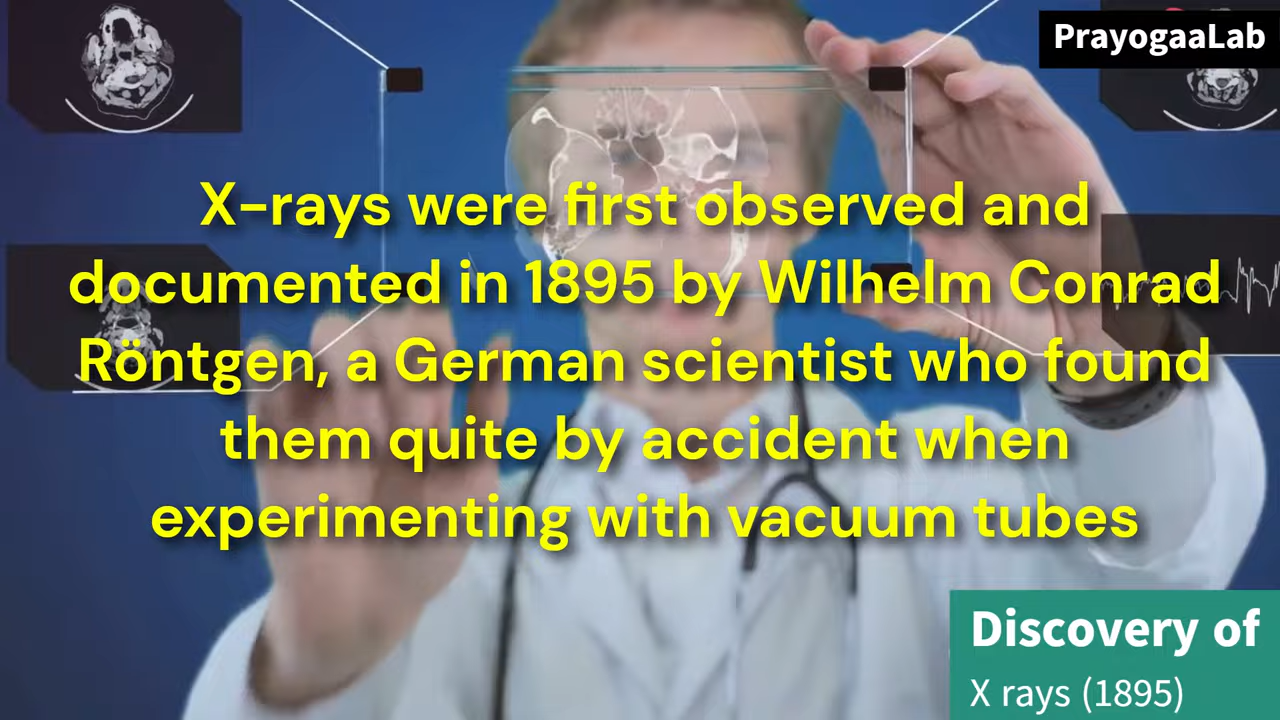 PrayogaaLab
X-rays were first observed and
documented in 1895 by Wilhelm Conrad
Röntgen, a German scientist who found
them quite by accident when
experimenting with vacuum tubes
Discovery of
X rays (1895)